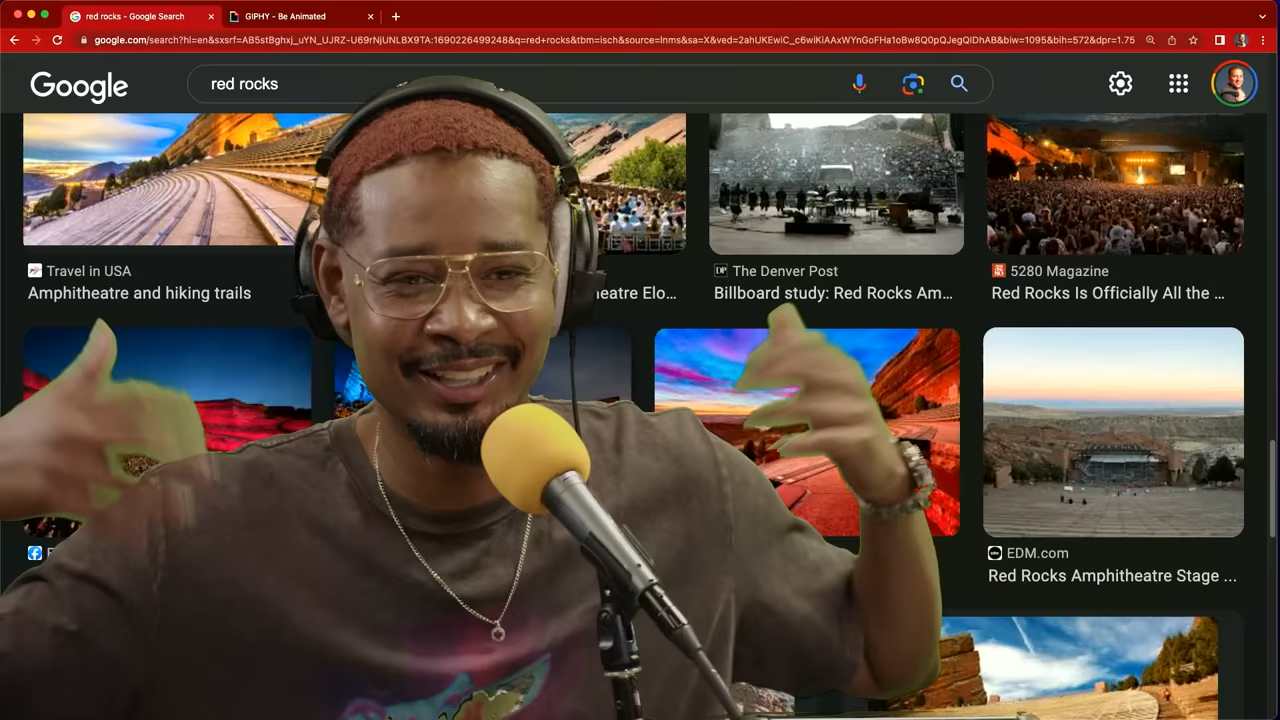 red rocks - Google Search
GIPHY - Be Animated
google.com/search?hl=en&sxsrf=AB5stBghxj_uYN_UJRZ-U69rNjUNLBX9TA:1690226499248&q=red+rocks&tbm=isch&source=lnms&sa=X&ved=2ahUKEwiC_c6wiKiAAxWYnGoFHa1oBw8Q0pQJegQlDhAB&biw=1095&bih=572&dpr=1.75
Google
red rocks
Travel in USA
Amphitheatre and hiking trails
heatre Elo...
DP The Denver Post
Billboard study: Red Rocks Am...
5280 Magazine
Red Rocks Is Officially All the ...
EDM.com
Red Rocks Amphitheatre Stage ...